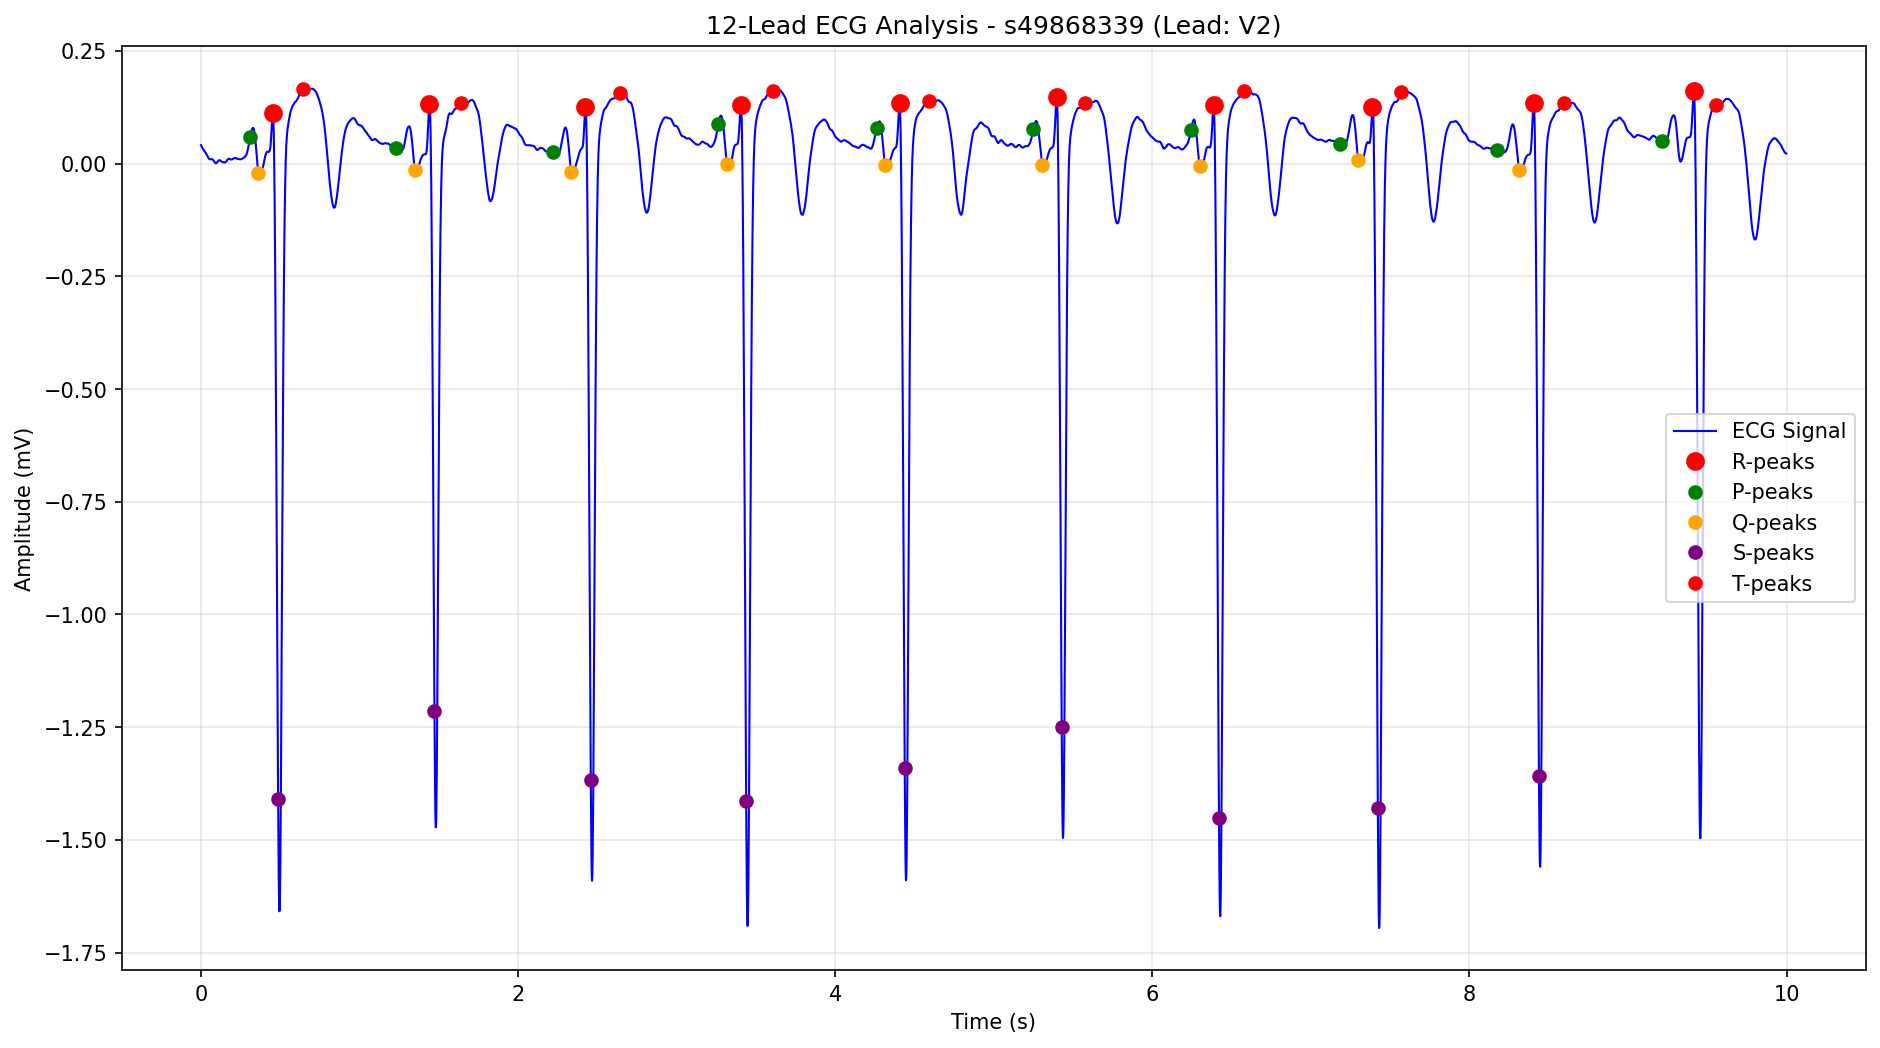 12-Lead ECG Analysis - s49868339 (Lead: V2)
0.25
0.00
−0.25
−0.50
−0.75
−1.00
−1.25
−1.50
−1.75
Amplitude (mV)
ECG Signal
R-peaks
P-peaks
Q-peaks
S-peaks
T-peaks
0 2 4 6 8 10
Time (s)